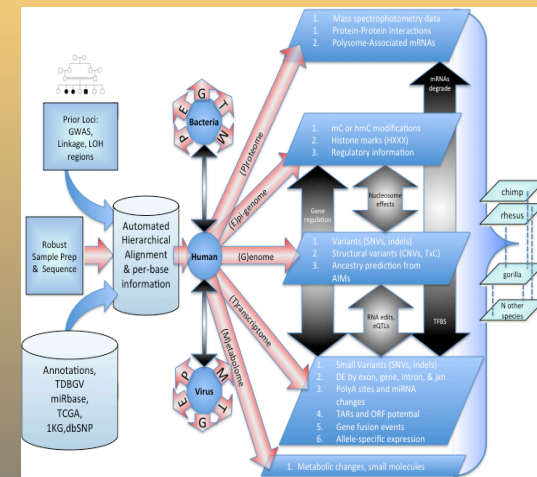 1. Mass spectrophotometry data
1. Protein-Protein Interactions
2. Polysome-Associated mRNAs
mRNAs
degrade
Prior Loci:
GWAS,
Linkage, LOH
regions
P E G T M
Bacteria
(P)roteome
1. mC or hmC modifications
2. Histone marks (HXXX)
3. Regulatory information
(E)pi genome
Gene
regulation
Nucleosome
effects
chimp
rhesus
gorilla
N other
species
Robust
Sample Prep
& Sequence
Automated
Hierarchical
Alignment
& per-base
information
Human
(G)enome
1. Variants (SNVs, indels)
2. Structural variants (CNVs, TxC)
3. Ancestry prediction from
AIMs
RNA edits,
eQTLs
TFBS
(T)ranscriptome
(M)etabolome
Annotations,
TDBGV
miRbase,
TCGA,
1KG,dbSNP
Virus
E P M T G
1. Small Variants (SNVs, indels)
2. DE by exon, gene, intron, & jxn
3. PolyA sites and miRNA
changes
4. TARs and ORF potential
5. Gene fusion events
6. Allele-specific expression
1. Metabolic changes, small molecules